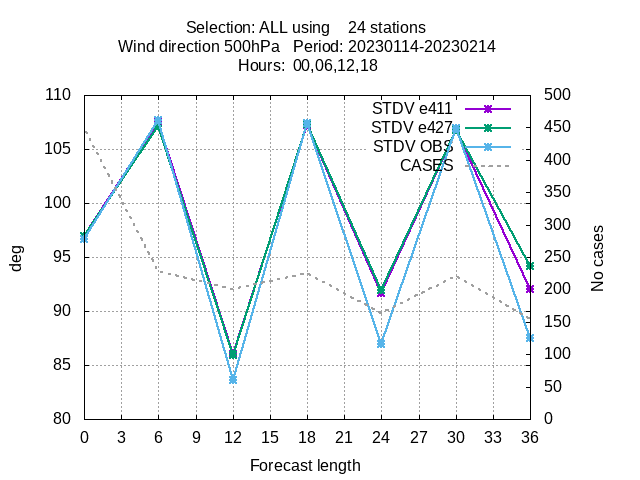 Selection: ALL using    24 stations
Wind direction 500hPa   Period: 20230114-20230214
Hours:  00,06,12,18
110
105
100
95
90
85
80
500
450
400
350
300
250
200
150
100
50
0
deg
No cases
STDV e411
STDV e427
STDV OBS
CASES
0 3 6 9 12 15 18 21 24 27 30 33 36
Forecast length